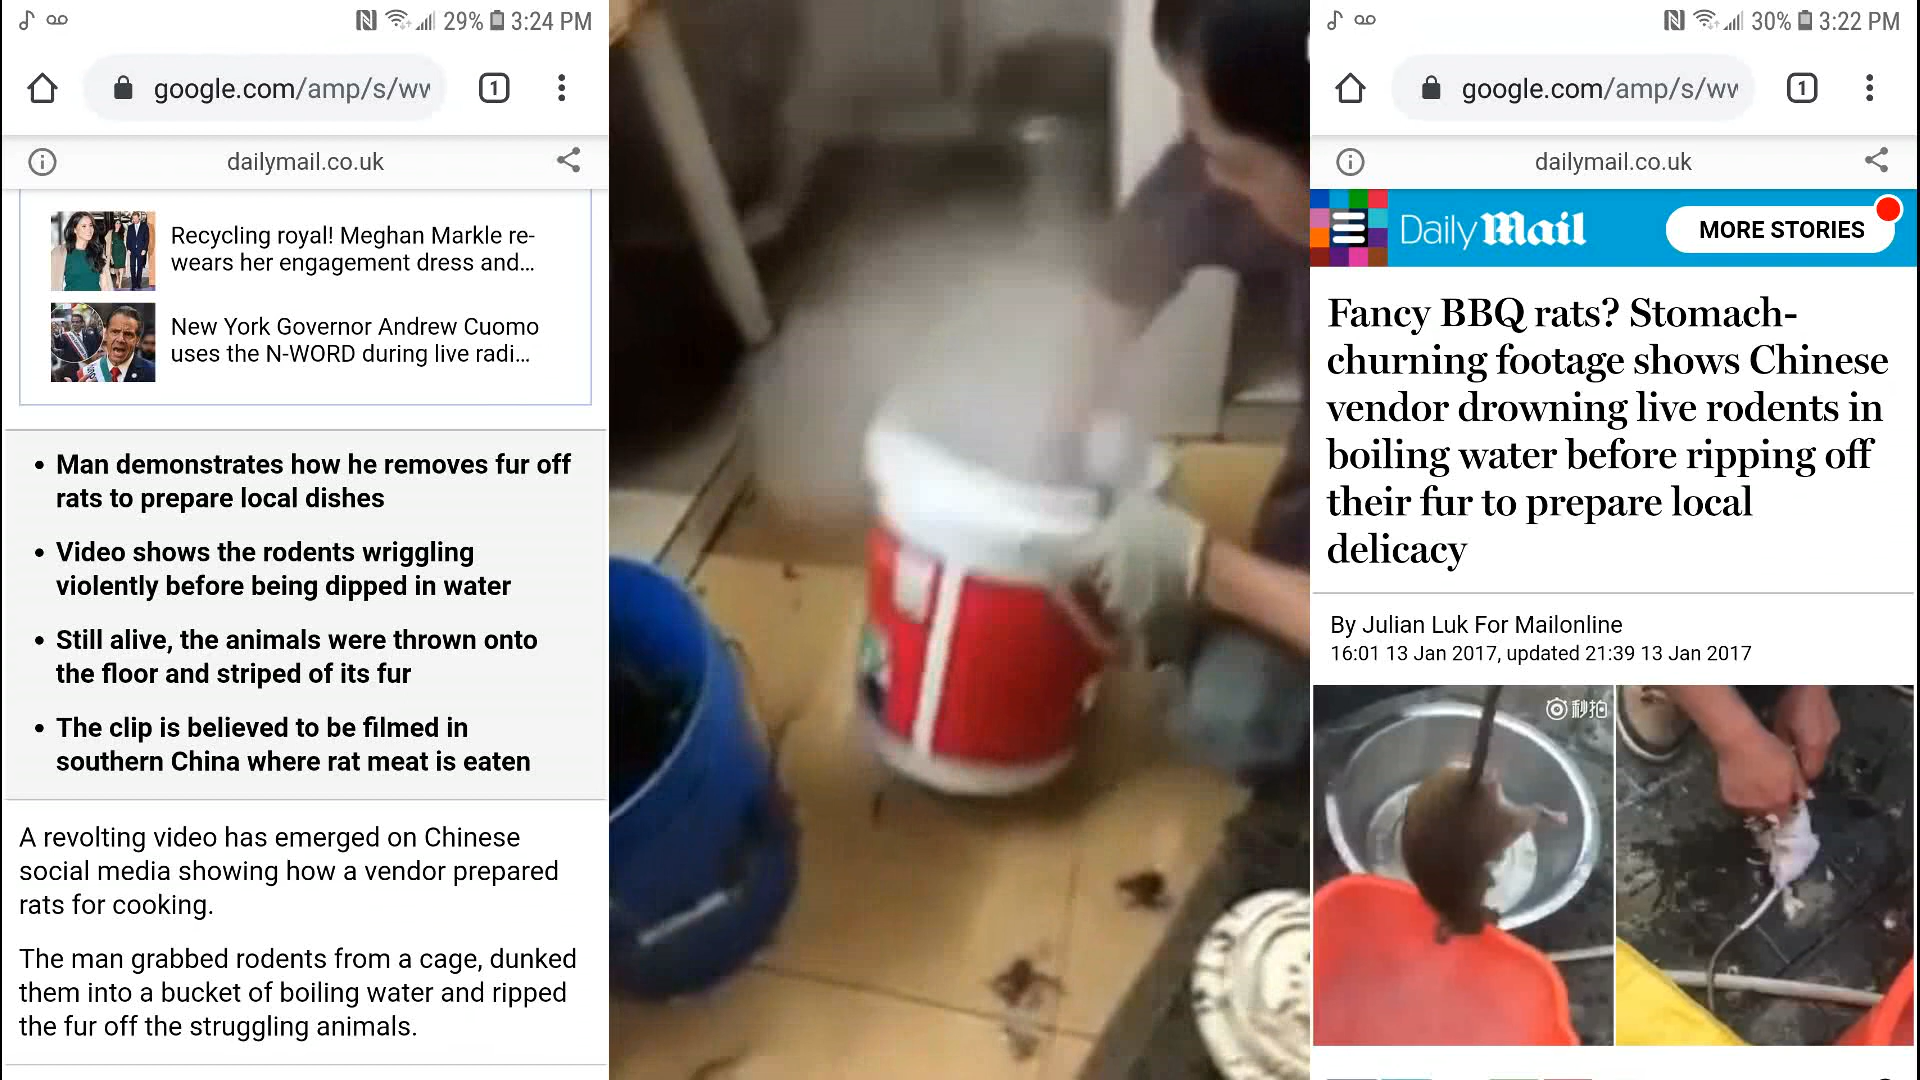 29% 3:24 PM
google.com/amp/s/wv
1
dailymail.co.uk
Recycling royal! Meghan Markle re-
wears her engagement dress and...
New York Governor Andrew Cuomo
uses the N-WORD during live radi...
• Man demonstrates how he removes fur off
rats to prepare local dishes
• Video shows the rodents wriggling
violently before being dipped in water
• Still alive, the animals were thrown onto
the floor and striped of its fur
• The clip is believed to be filmed in
southern China where rat meat is eaten
A revolting video has emerged on Chinese
social media showing how a vendor prepared
rats for cooking.
The man grabbed rodents from a cage, dunked
them into a bucket of boiling water and ripped
the fur off the struggling animals.
30% 3:22 PM
google.com/amp/s/wv
1
dailymail.co.uk
Daily Mail
MORE STORIES
Fancy BBQ rats? Stomach-
churning footage shows Chinese
vendor drowning live rodents in
boiling water before ripping off
their fur to prepare local
delicacy
By Julian Luk For Mailonline
16:01 13 Jan 2017, updated 21:39 13 Jan 2017
秒拍